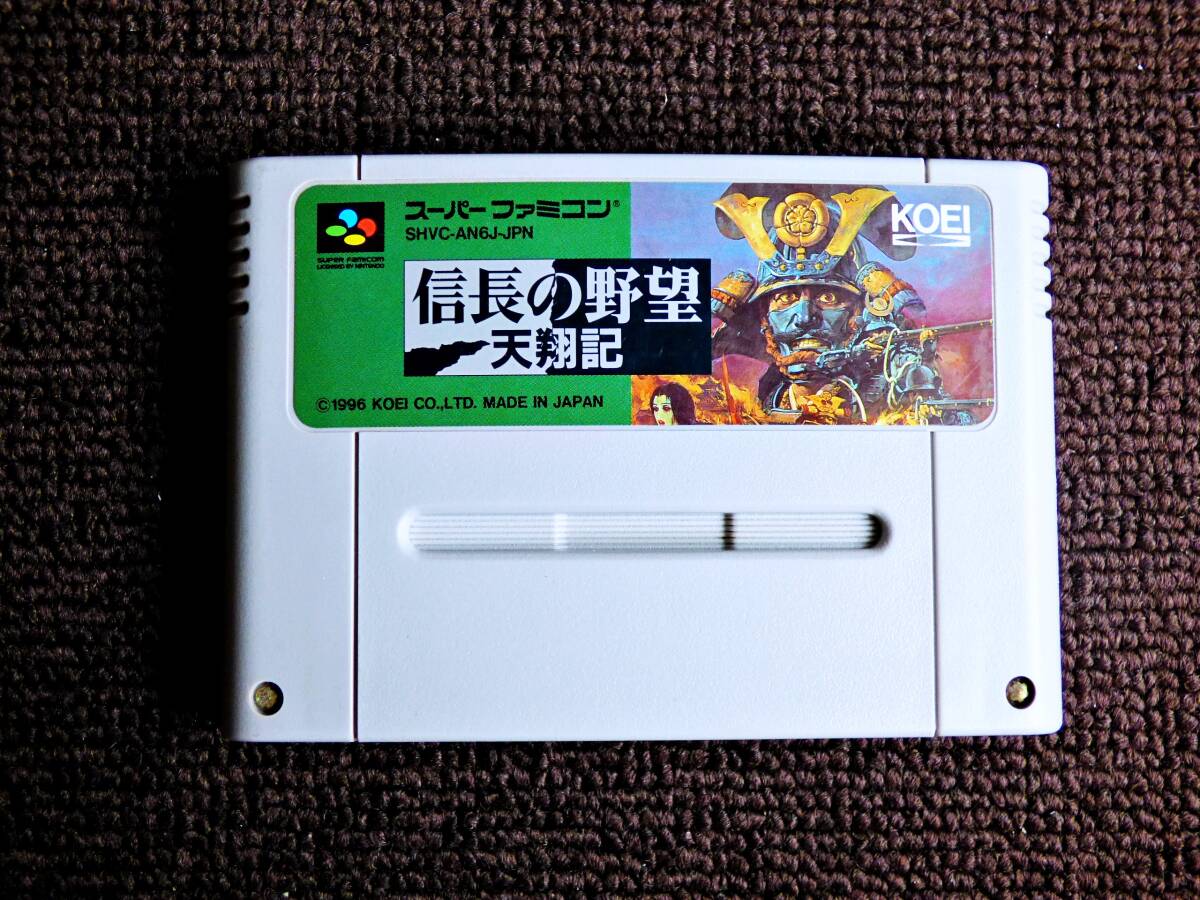 スーパーファミコン®
SHVC-AN6J-JPN
SUPER FAMICOM
LICENSED BY NINTENDO
KOEI
信長の野望
天翔記
©1996 KOEI CO.,LTD. MADE IN JAPAN